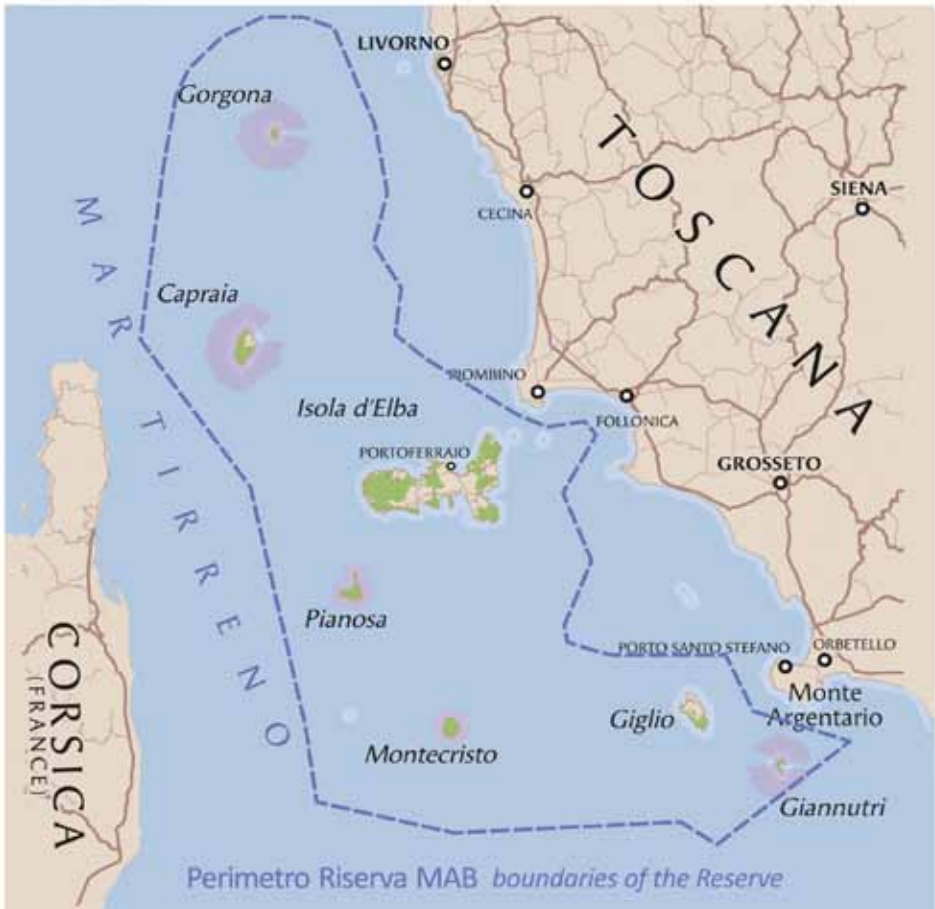 LIVORNO
Gorgona
TOSCANA
SIENA
CECINA
MAR TIRRENO
Capraia
PIOMBINO
Isola d'Elba
FOLLONICA
PORTOFERRAIO
GROSSETO
Pianosa
CORSICA
(FRANCE)
PORTO SANTO STEFANO
ORBETELLO
Monte
Argentario
Giglio
Montecristo
Giannutri
Perimetro Riserva MAB boundaries of the Reserve